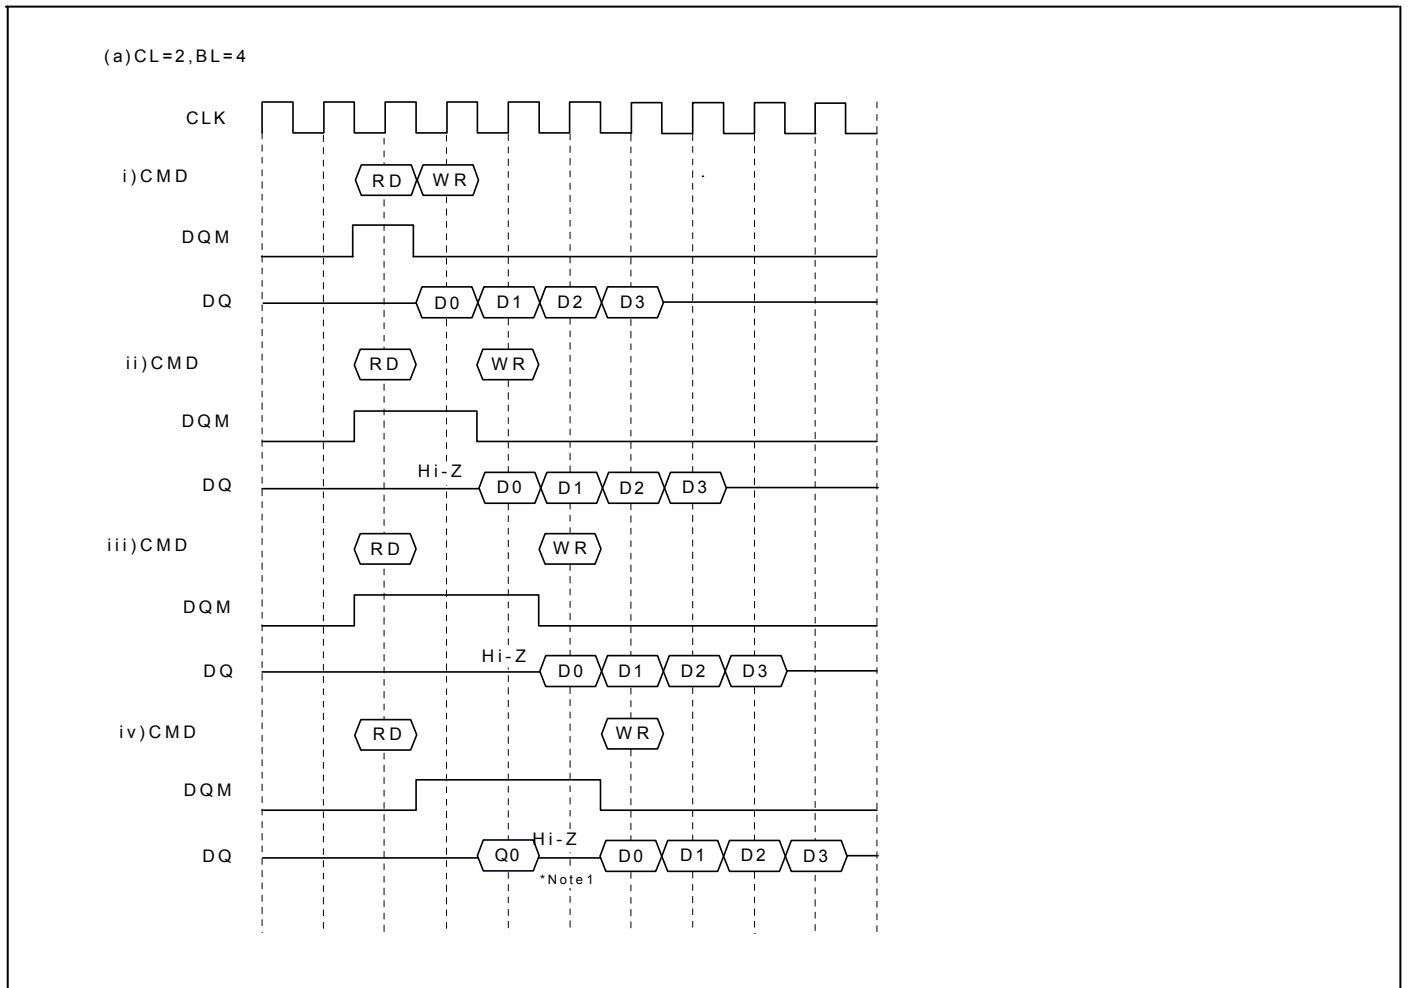 (a)CL=2,BL=4
CLK
i)CMD RD WR
DQM
DQ D0 D1 D2 D3
ii)CMD RD WR
DQM
Hi-Z
DQ D0 D1 D2 D3
iii)CMD RD WR
DQM
Hi-Z
DQ D0 D1 D2 D3
iv)CMD RD WR
DQM
Hi-Z
DQ Q0 D0 D1 D2 D3
*Note1